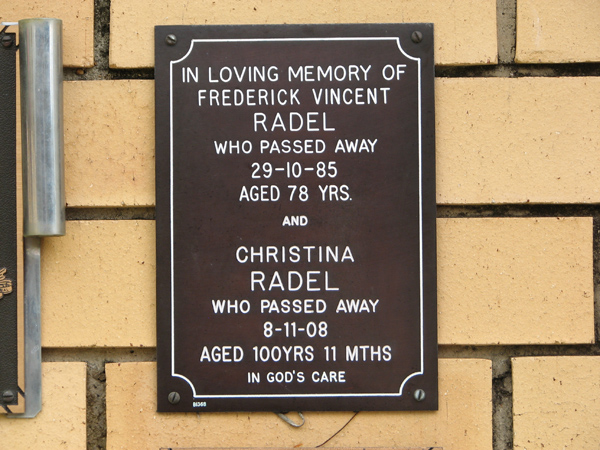 IN LOVING MEMORY OF
FREDERICK VINCENT
RADEL
WHO PASSED AWAY
29-10-85
AGED 78 YRS.
AND
CHRISTINA
RADEL
WHO PASSED AWAY
8-11-08
AGED 100YRS 11 MTHS
IN GOD'S CARE